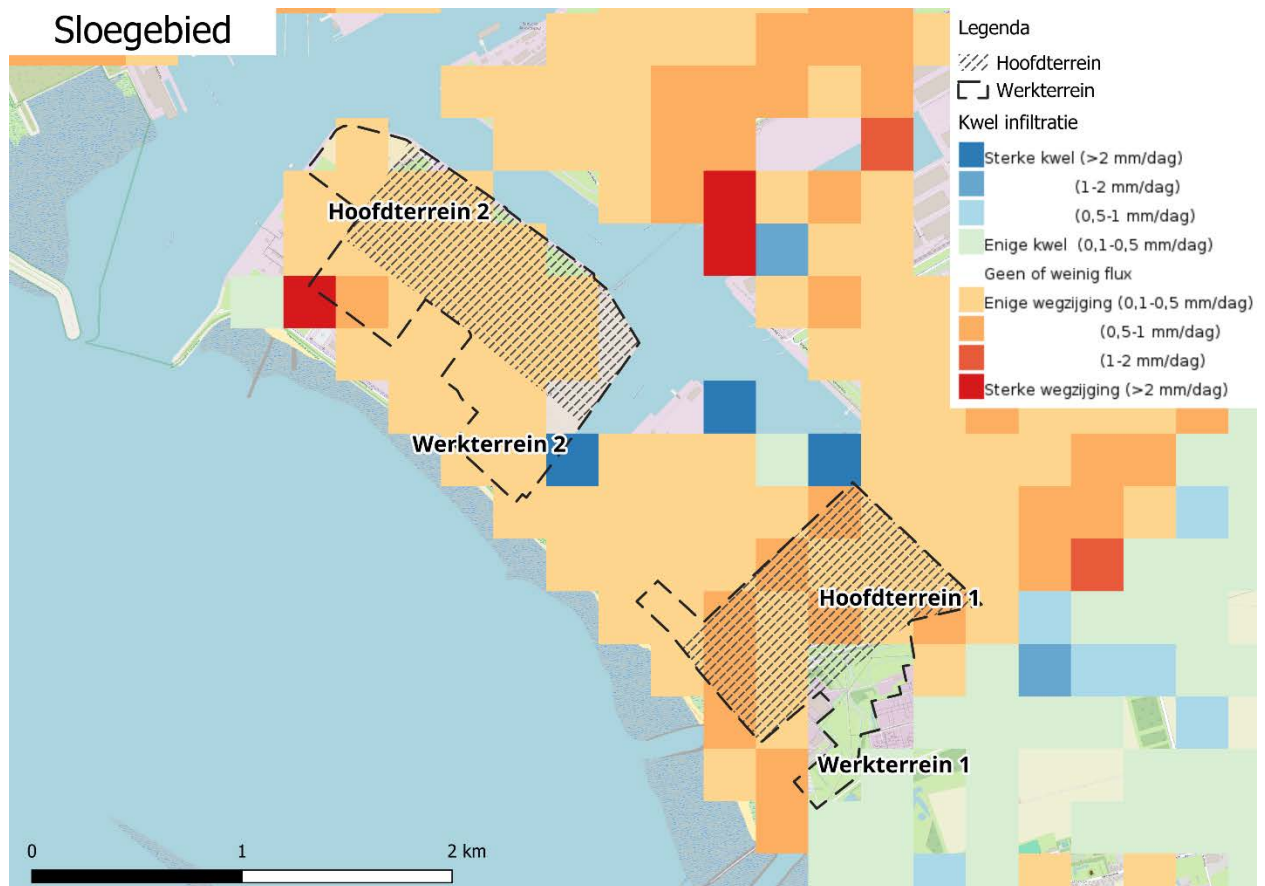 Sloegebied
Legenda
Hoofdterrein
Werkterrein
Kwel infiltratie
Sterke kwel (>2 mm/dag)
(1-2 mm/dag)
(0,5-1 mm/dag)
Enige kwel (0,1-0,5 mm/dag)
Geen of weinig flux
Enige wegzijging (0,1-0,5 mm/dag)
(0,5-1 mm/dag)
(1-2 mm/dag)
Sterke wegzijging (>2 mm/dag)
Hoofdterrein 2
Werkterrein 2
Hoofdterrein 1
Werkterrein 1
0 1 2 km